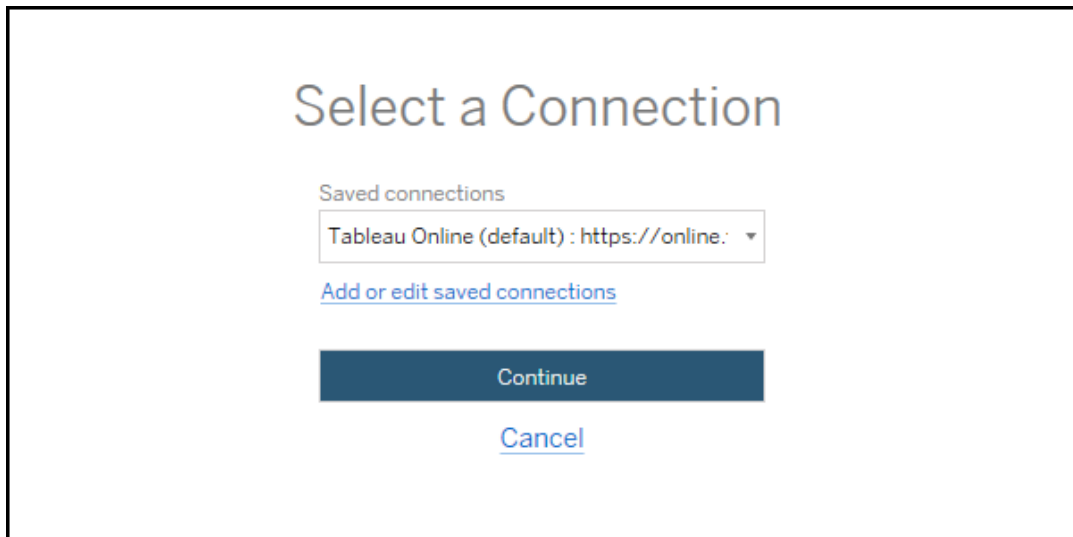 Select a Connection
Saved connections
Tableau Online (default) : https://online.
Add or edit saved connections
Continue
Cancel